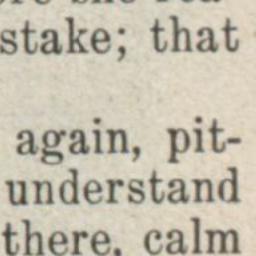 stake; that
again, pit-
understand
there, calm